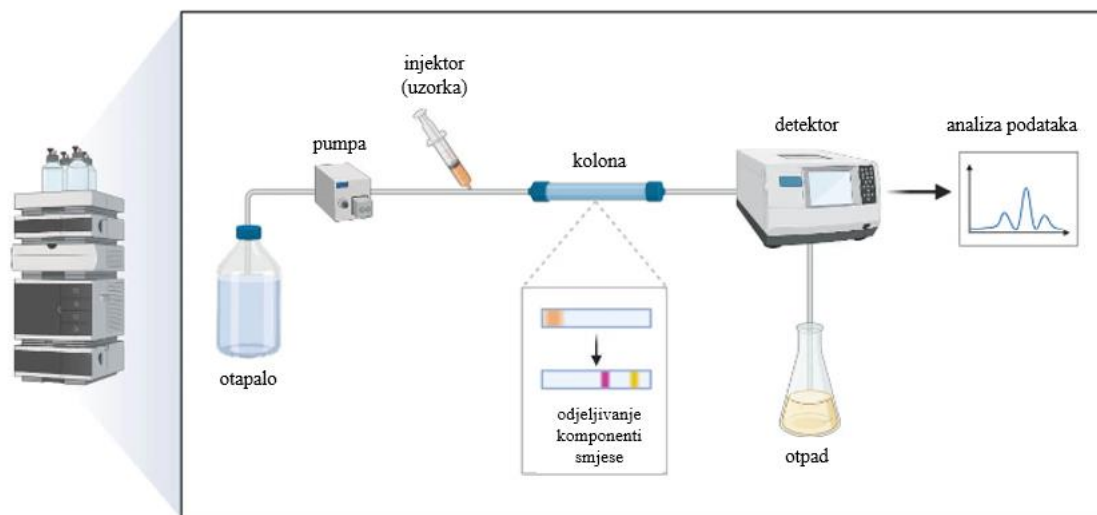 injektor
(uzorka)
pumpa
kolona
detektor
analiza podataka
otapalo
odjeljivanje
komponenti
smjese
otpad